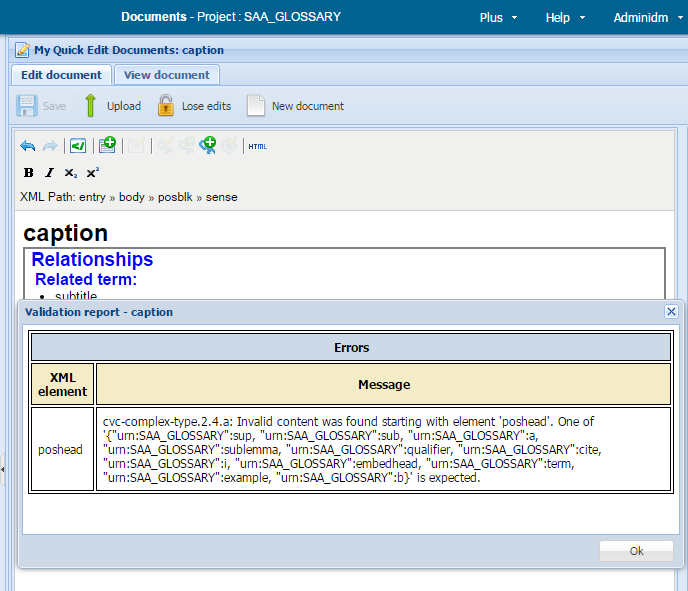 Documents - Project : SAA_GLOSSARY
Plus
Help
Adminidm
My Quick Edit Documents: caption
Edit document
View document
Save
Upload
Lose edits
New document
HTML
B I X₂ X²
XML Path: entry » body » posblk » sense
caption
Relationships
Related term:
• subtitle
Validation report - caption
Errors
XML
element
Message
poshead
cvc-complex-type.2.4.a: Invalid content was found starting with element 'poshead'. One of
'{"urn:SAA_GLOSSARY":sup, "urn:SAA_GLOSSARY":sub, "urn:SAA_GLOSSARY":a,
"urn:SAA_GLOSSARY":sublemma, "urn:SAA_GLOSSARY":qualifier, "urn:SAA_GLOSSARY":cite,
"urn:SAA_GLOSSARY":i, "urn:SAA_GLOSSARY":embedhead, "urn:SAA_GLOSSARY":term,
"urn:SAA_GLOSSARY":example, "urn:SAA_GLOSSARY":b}' is expected.
Ok